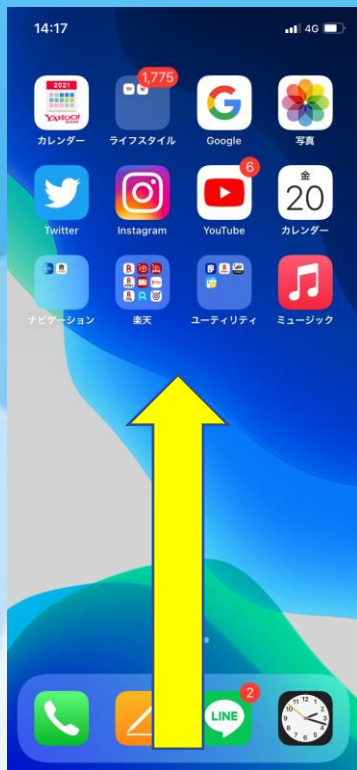 14:17
4G
2021
YAHOO!
JAPAN
1,775
G
カレンダー
ライフスタイル
Google
写真
6
金
20
Twitter
Instagram
YouTube
カレンダー
ナビゲーション
楽天
ユーティリティ
ミュージック
2
LINE